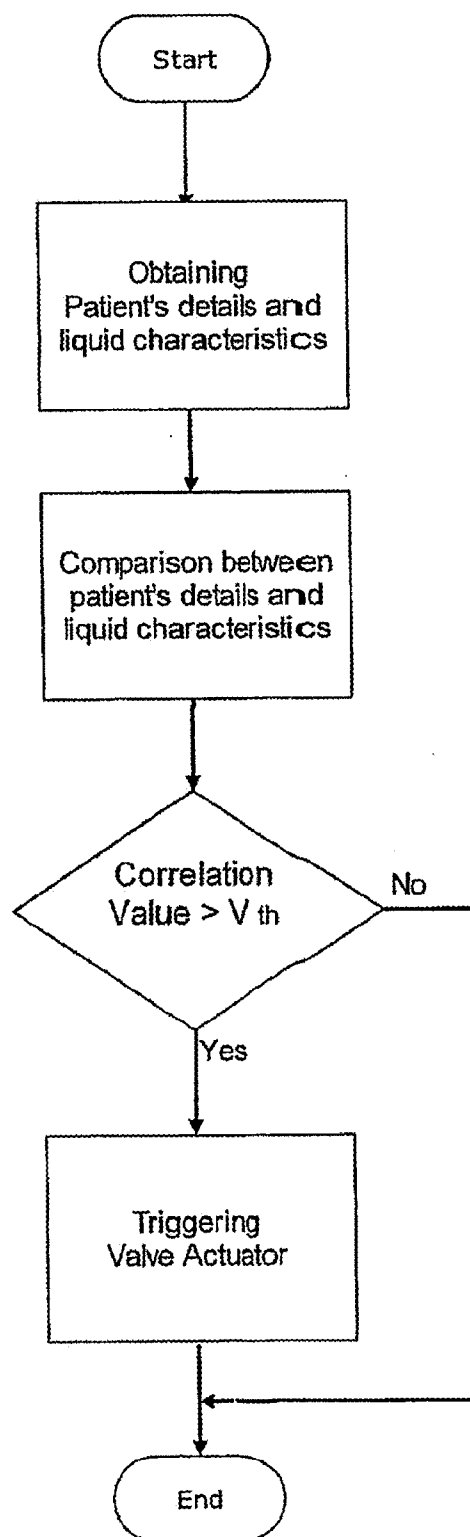 Start
Obtaining
Patient's details and
liquid characteristics
Comparison between
patient's details and
liquid characteristics
Correlation
Value > V th
No
Yes
Triggering
Valve Actuator
End